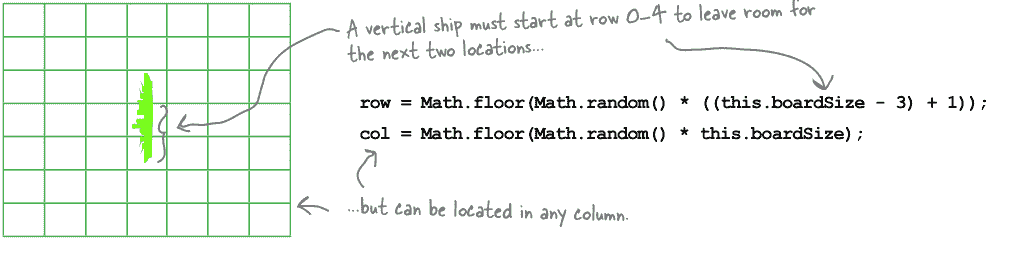 A vertical ship must start at row 0-4 to leave room for
the next two locations...
row = Math.floor(Math.random() * ((this.boardSize - 3) + 1));
col = Math.floor(Math.random() * this.boardSize);
...but can be located in any column.